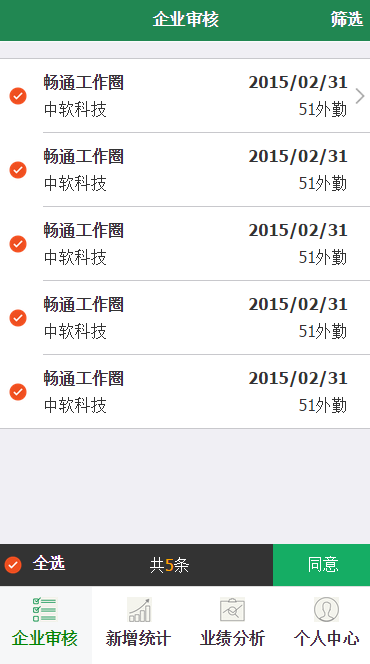 企业审核 筛选
畅通工作圈 2015/02/31
中软科技 51外勤
畅通工作圈 2015/02/31
中软科技 51外勤
畅通工作圈 2015/02/31
中软科技 51外勤
畅通工作圈 2015/02/31
中软科技 51外勤
畅通工作圈 2015/02/31
中软科技 51外勤
全选 共5条 同意
企业审核 新增统计 业绩分析 个人中心